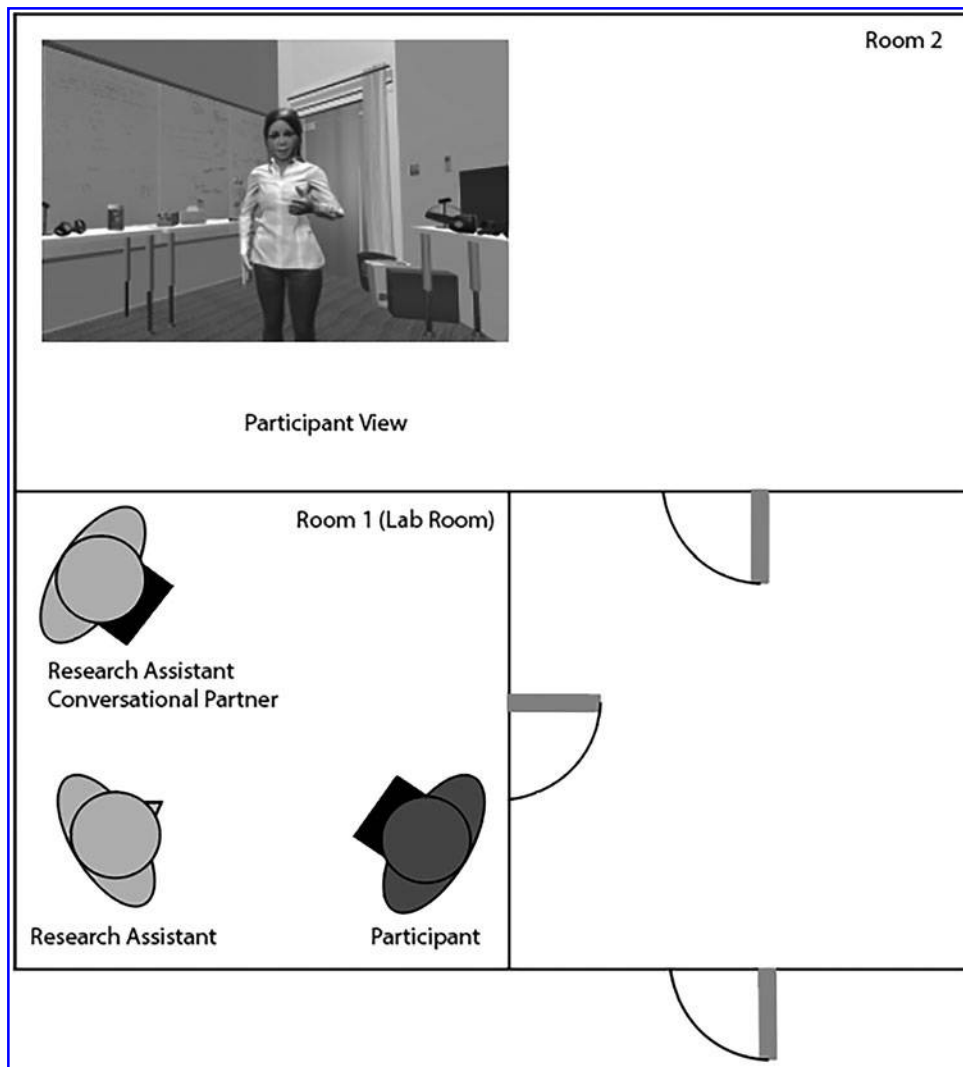 Room 2
Participant View
Room 1 (Lab Room)
Research Assistant
Conversational Partner
Research Assistant
Participant